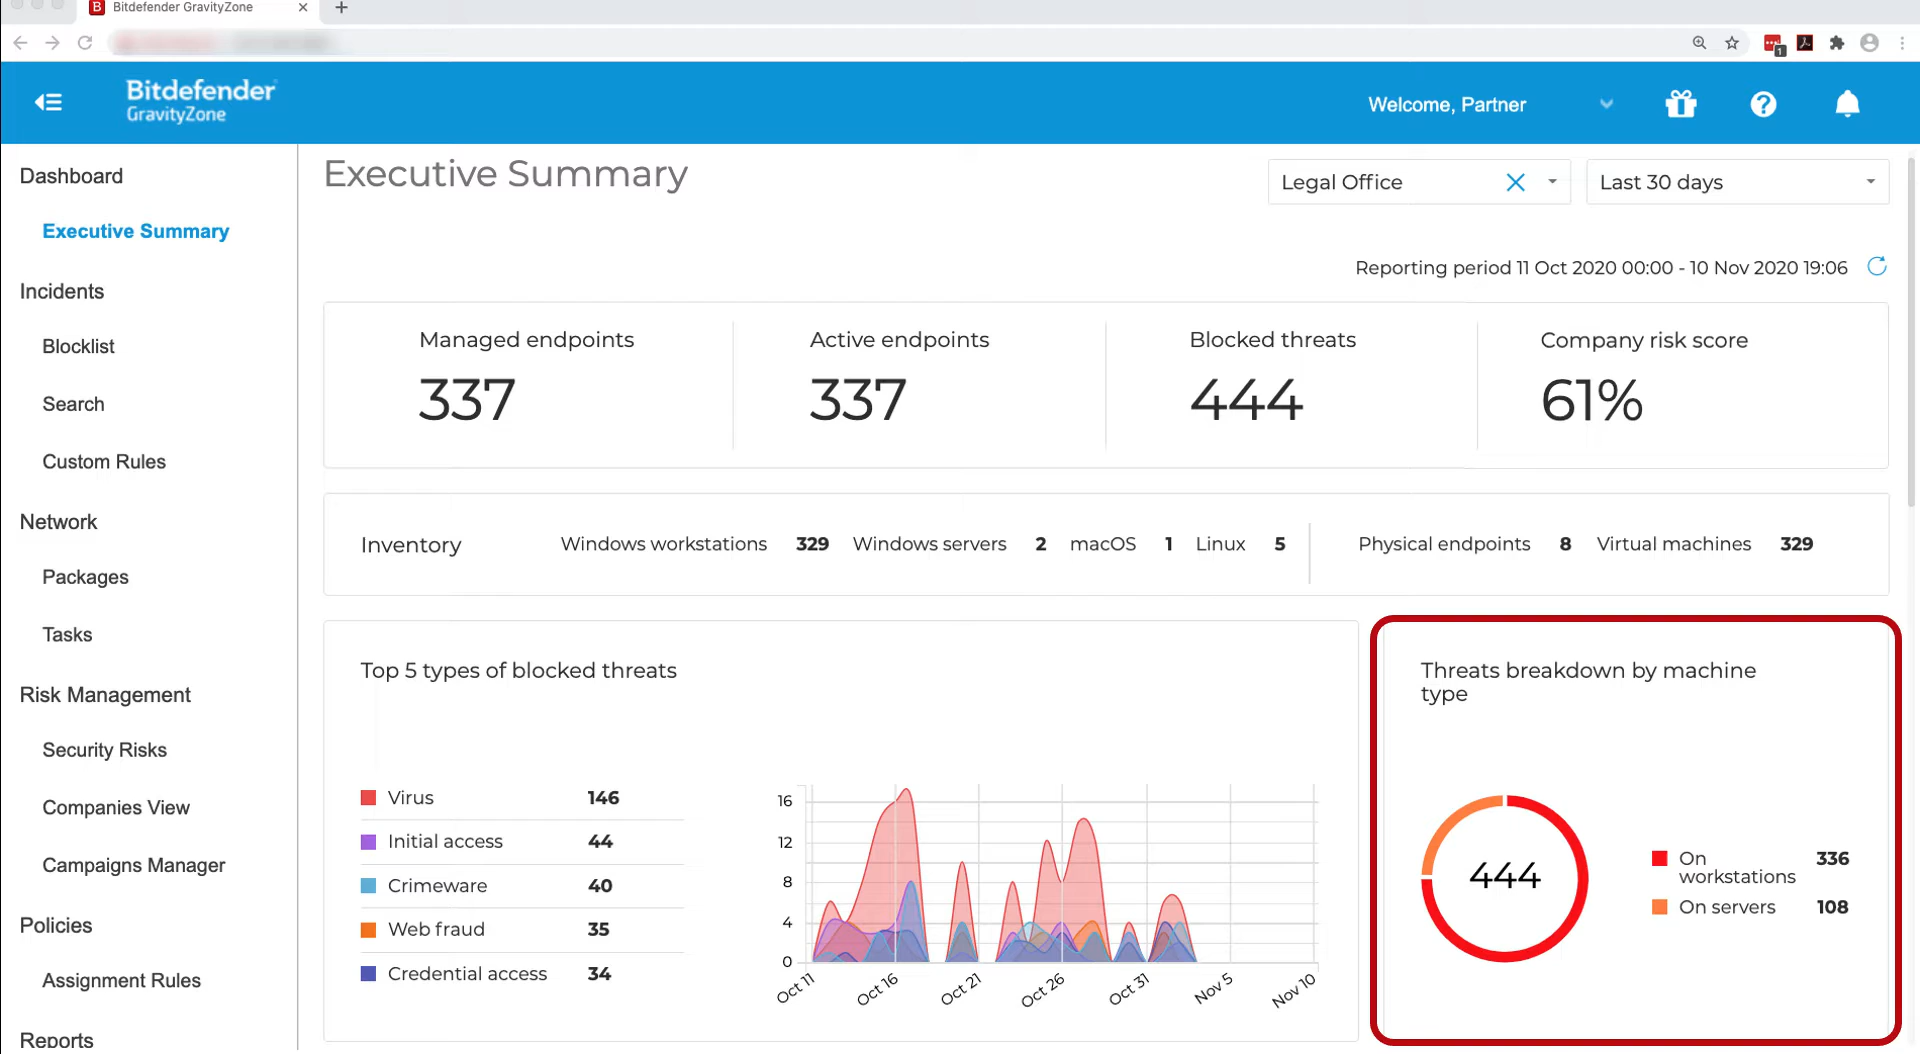 Bitdefender GravityZone
1
Bitdefender
GravityZone
Welcome, Partner
Dashboard
Executive Summary
Incidents
Blocklist
Search
Custom Rules
Network
Packages
Tasks
Risk Management
Security Risks
Companies View
Campaigns Manager
Policies
Assignment Rules
Reports
Executive Summary
Legal Office
Last 30 days
Reporting period 11 Oct 2020 00:00 - 10 Nov 2020 19:06
Managed endpoints
337
Active endpoints
337
Blocked threats
444
Company risk score
61%
Inventory
Windows workstations 329 Windows servers 2 macOS 1 Linux 5
Physical endpoints 8 Virtual machines 329
Top 5 types of blocked threats
Virus 146
Initial access 44
Crimeware 40
Web fraud 35
Credential access 34
16
12
8
4
0
Oct 11 Oct 16 Oct 21 Oct 26 Oct 31 Nov 5 Nov 10
Threats breakdown by machine
type
444
On 336
workstations
On servers 108